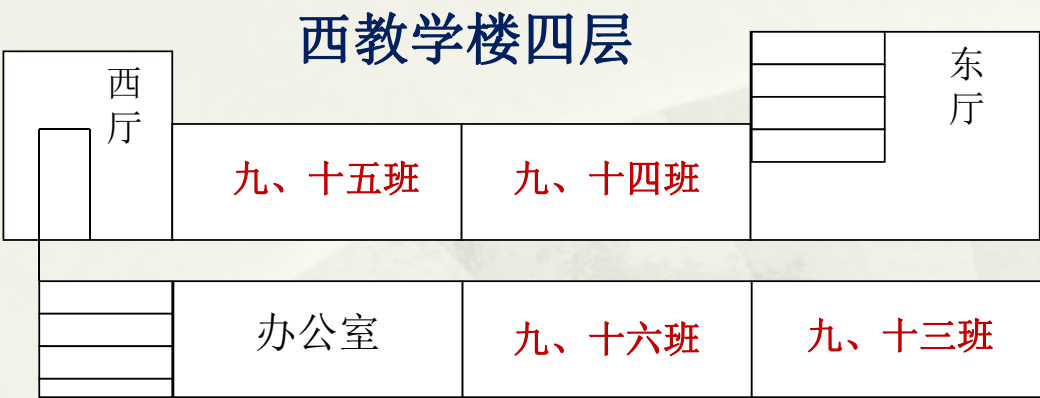 西教学楼四层
西厅
东厅
九、十五班
九、十四班
办公室
九、十六班
九、十三班